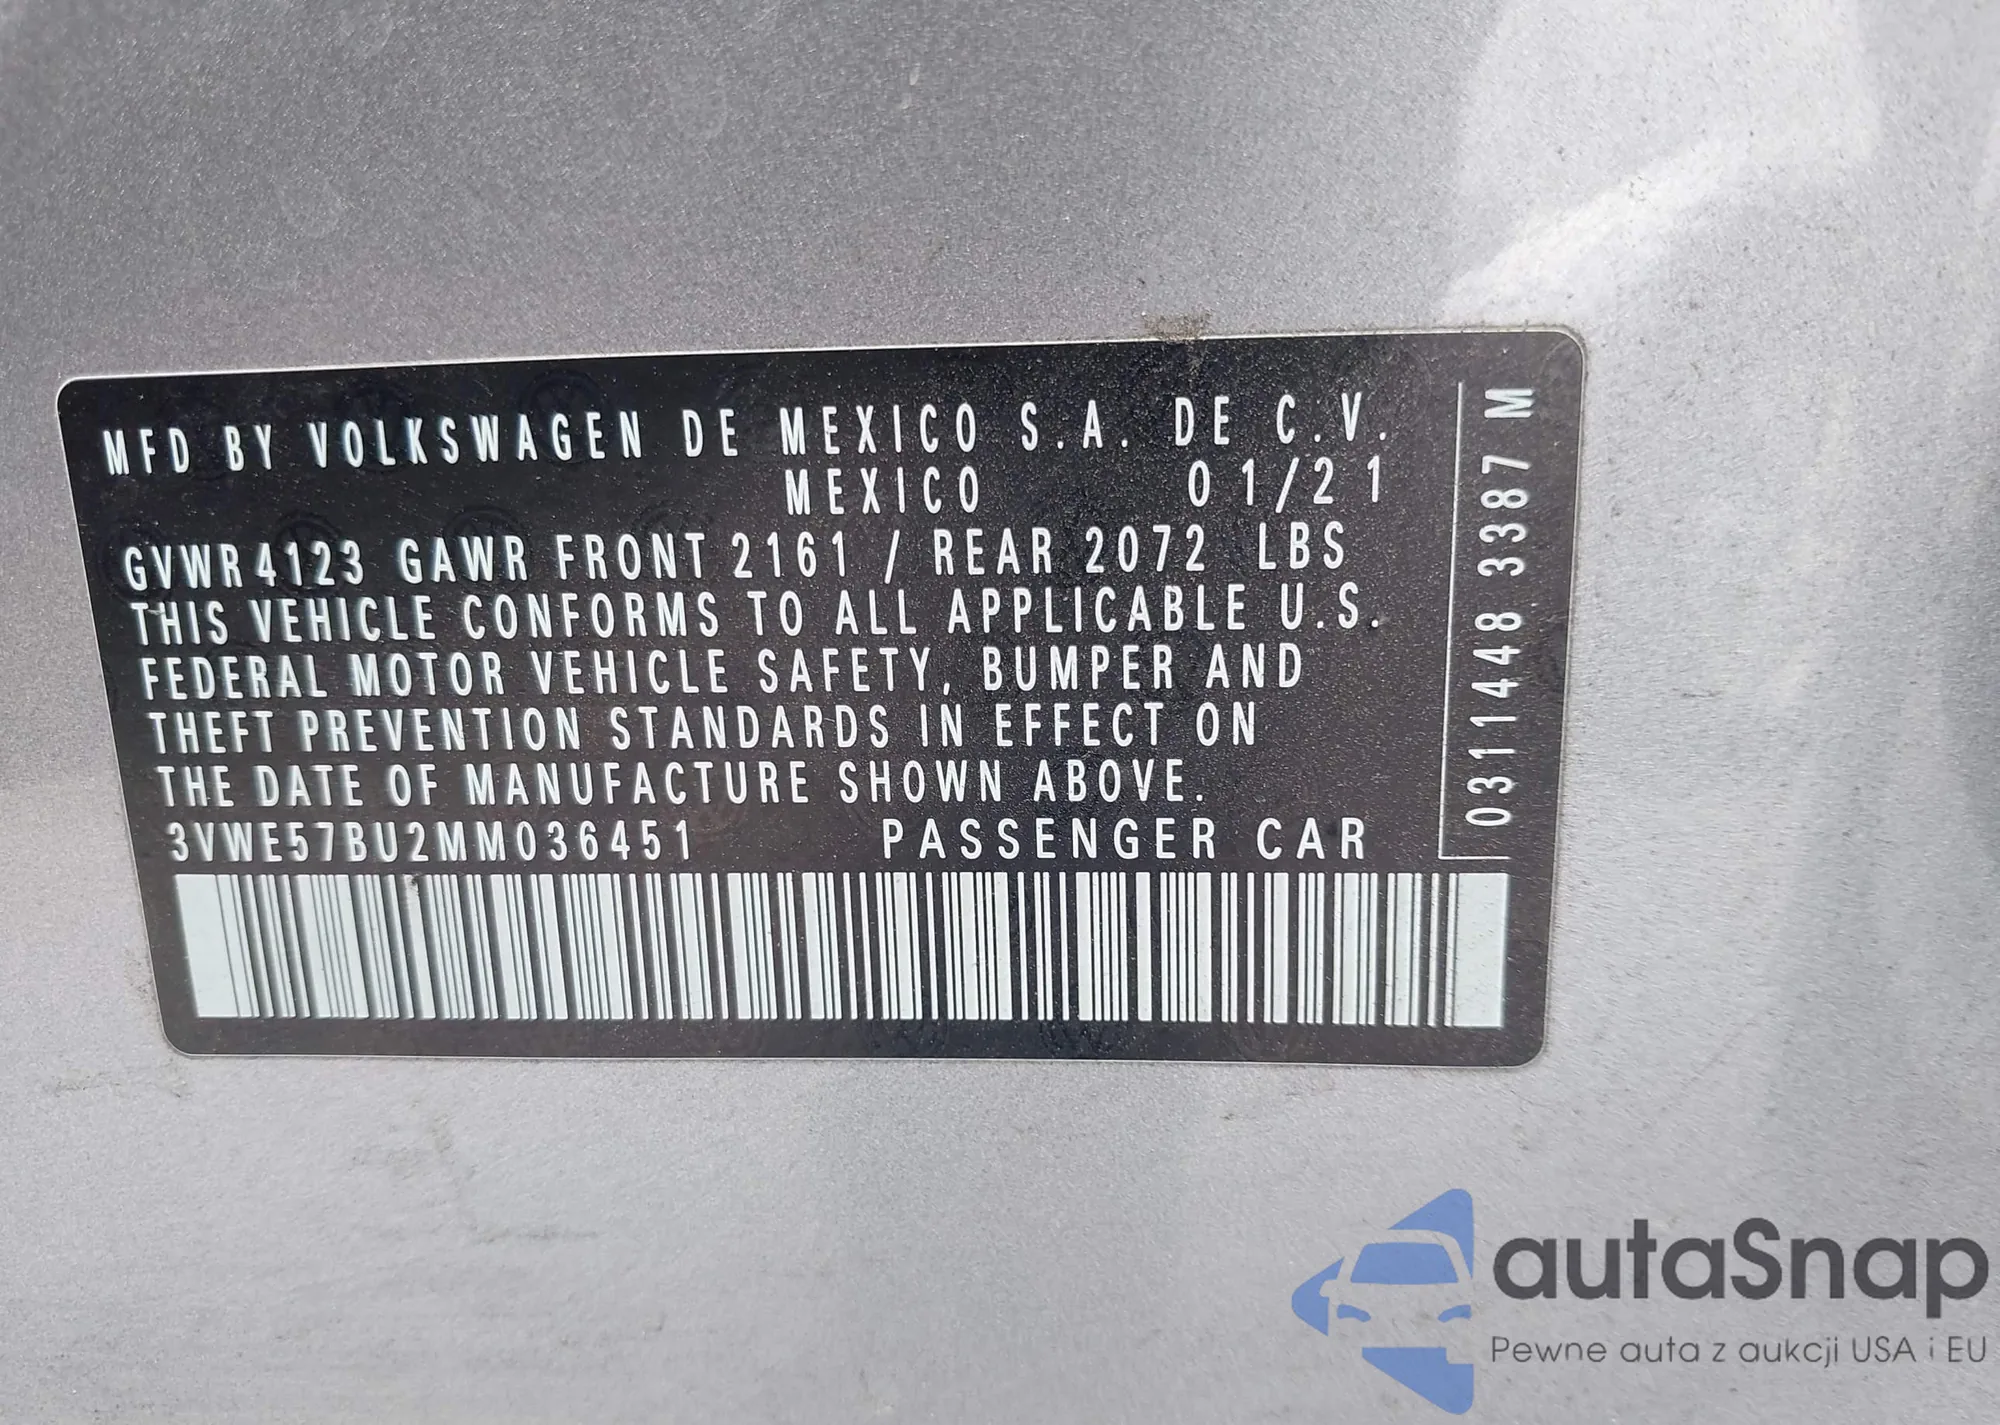 MFD BY VOLKSWAGEN DE MEXICO S.A. DE C.V.
MEXICO 01/21
GVWR 4123 GAWR FRONT 2161 / REAR 2072 LBS
THIS VEHICLE CONFORMS TO ALL APPLICABLE U.S.
FEDERAL MOTOR VEHICLE SAFETY, BUMPER AND
THEFT PREVENTION STANDARDS IN EFFECT ON
THE DATE OF MANUFACTURE SHOWN ABOVE.
3VWE57BU2MM036451 PASSENGER CAR
0311448 3387 M
autaSnap
Pewne auta z aukcji USA i EU